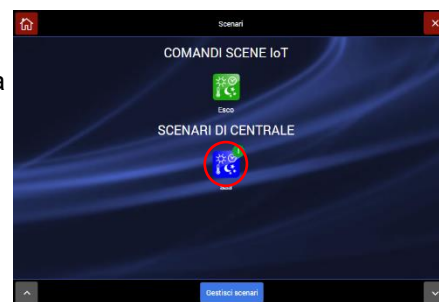 Scenari
a
COMANDI SCENE IoT
Esco
SCENARI DI CENTRALE
Gestisci scenari